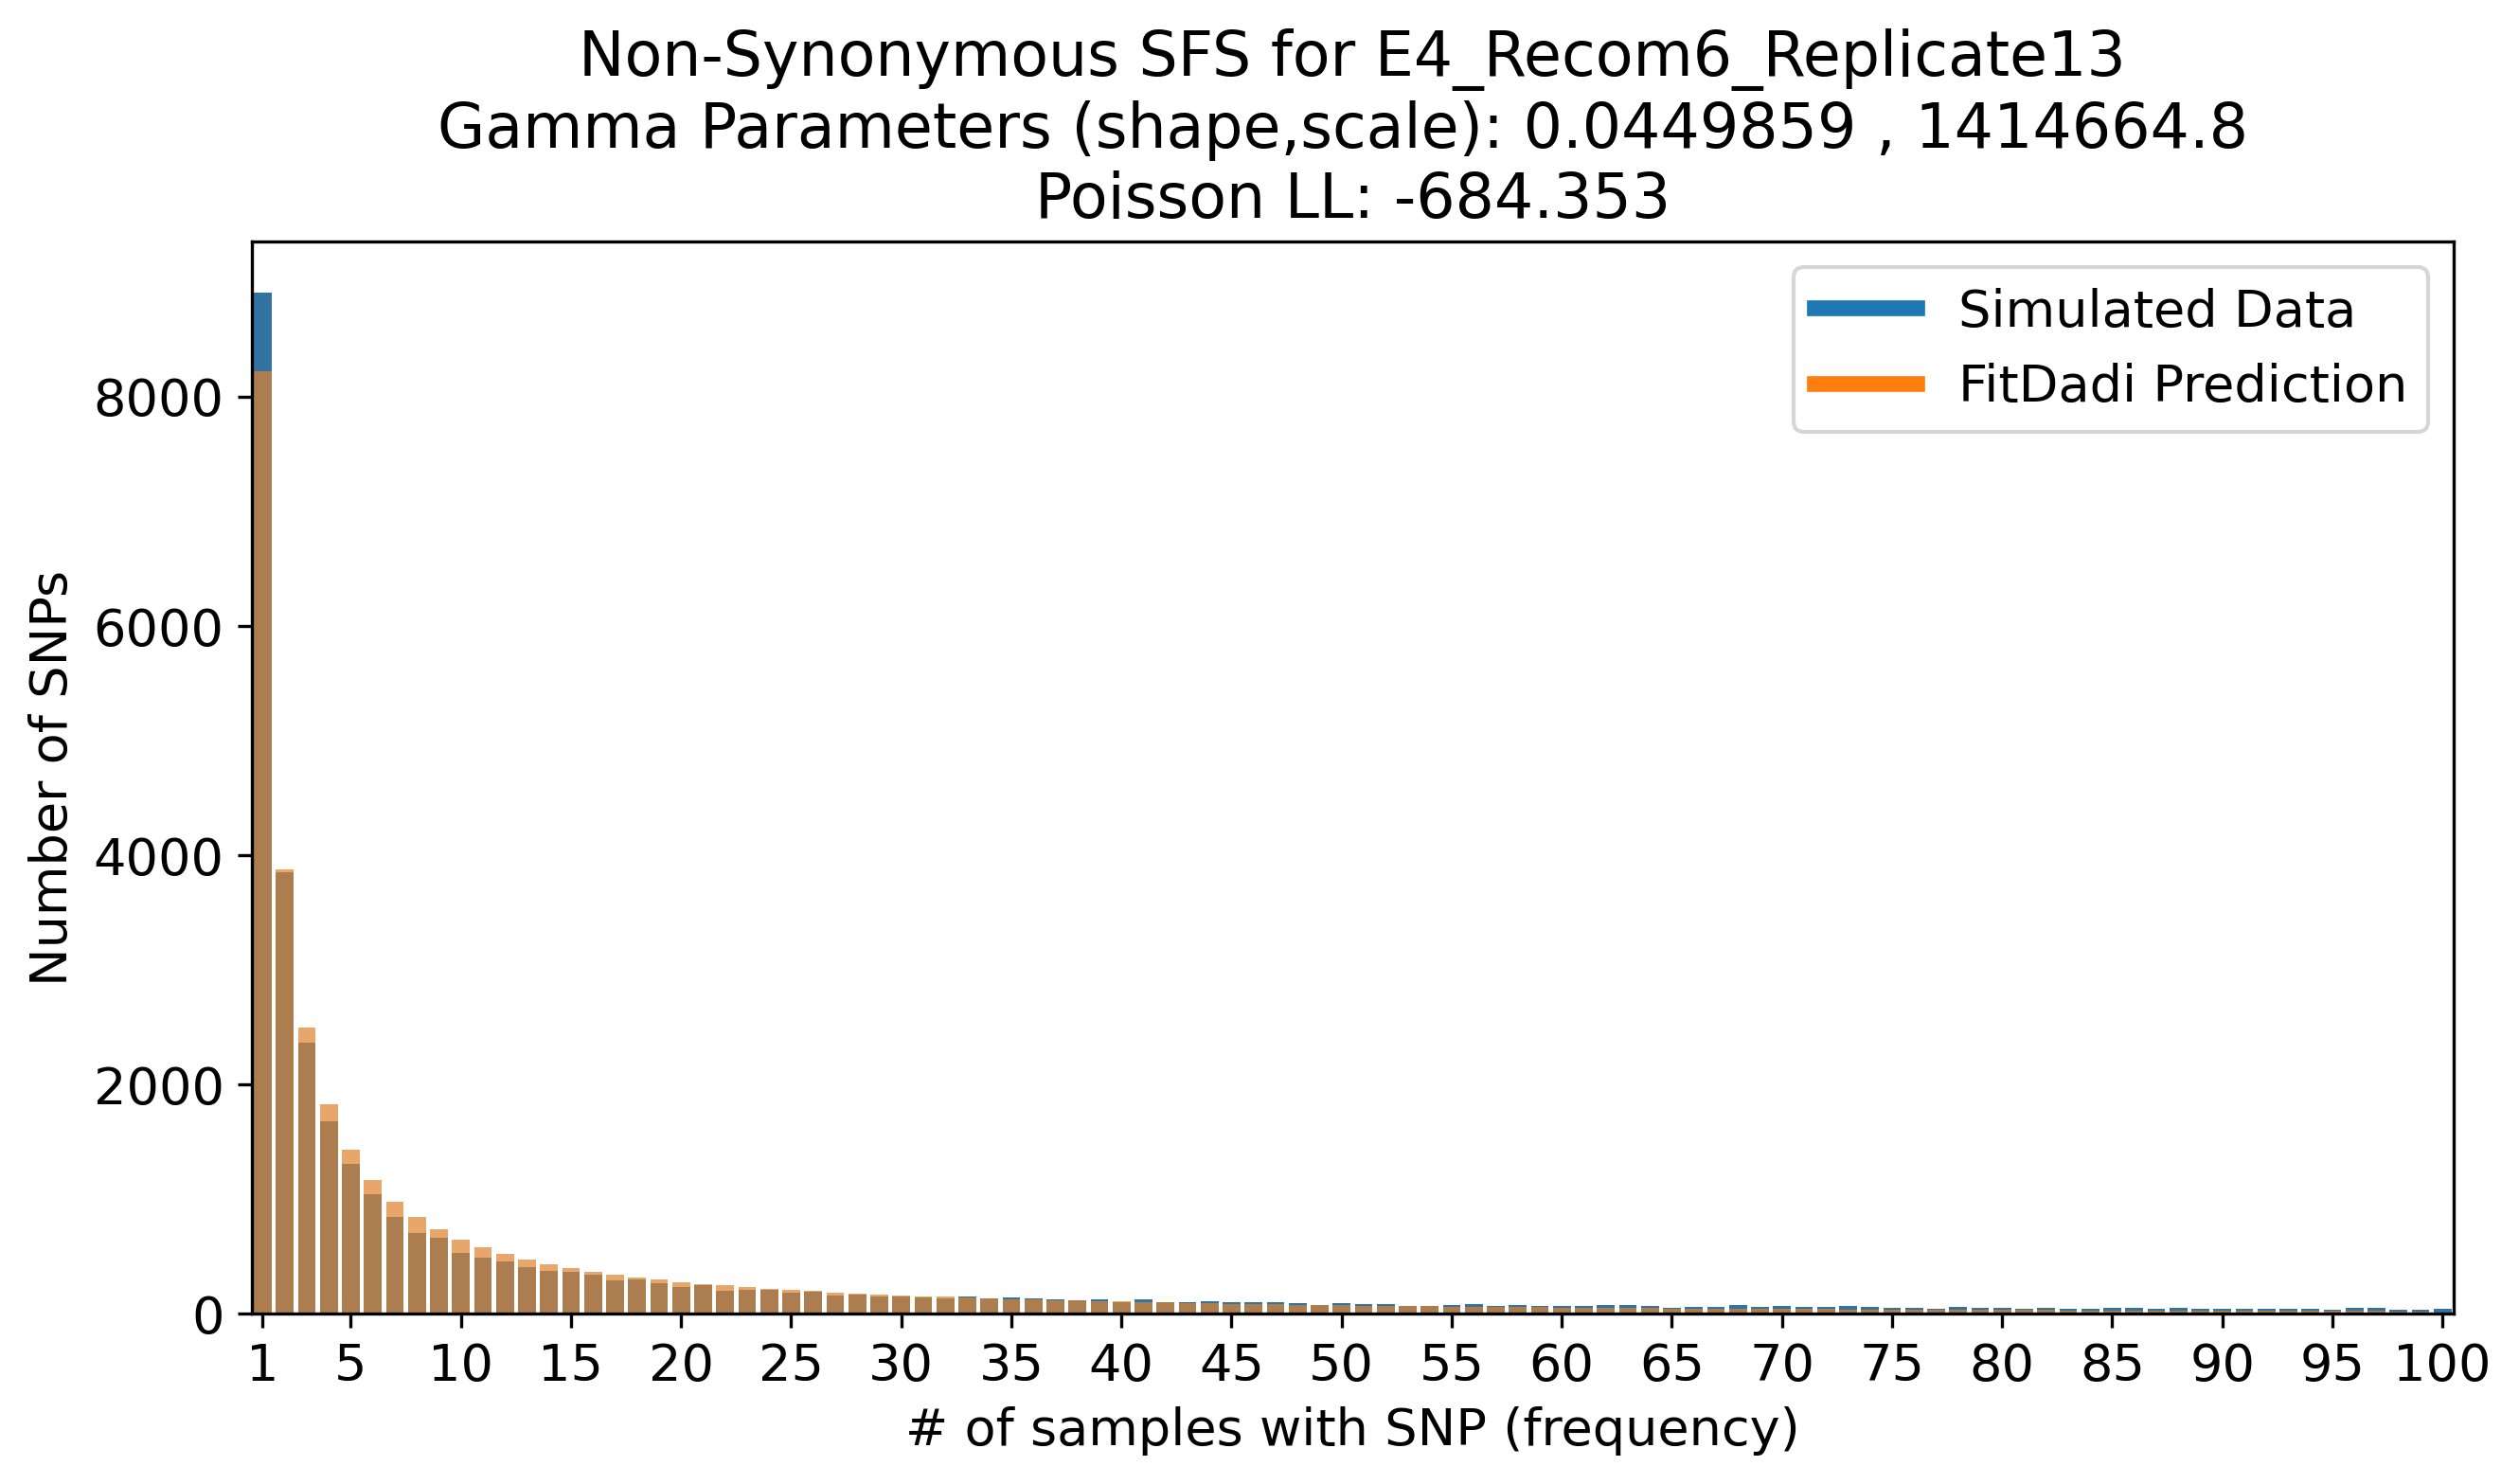 Non-Synonymous SFS for E4_Recom6_Replicate13
Gamma Parameters (shape,scale): 0.0449859 , 1414664.8
Poisson LL: -684.353
Simulated Data
FitDadi Prediction
Number of SNPs
8000
6000
4000
2000
0
1 5 10 15 20 25 30 35 40 45 50 55 60 65 70 75 80 85 90 95 100
# of samples with SNP (frequency)